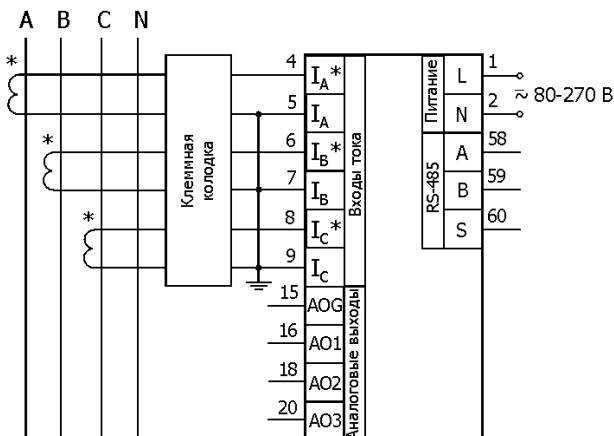 A B C N
*
*
*
Клеммная
колодка
4 I_A*
5 I_A
6 I_B*
7 I_B
8 I_C*
9 I_C
15 AOG
16 AO1
18 AO2
20 AO3
Входы тока
Аналоговые выходы
Питание
RS-485
L 1
N 2
A 58
B 59
S 60
≂ 80-270 В